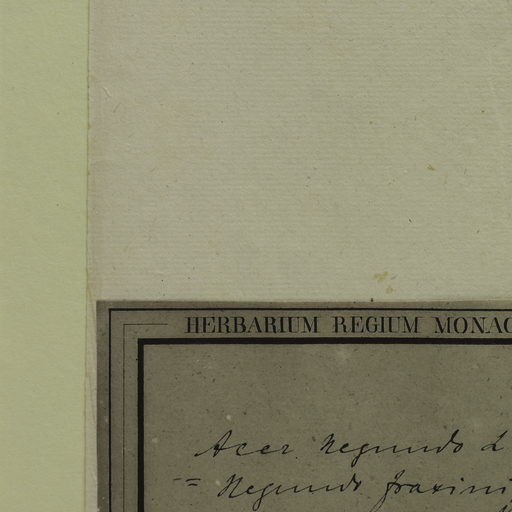 HERBARIUM REGIUM MONAC
Acer Negundo L
= Negundo fraxini